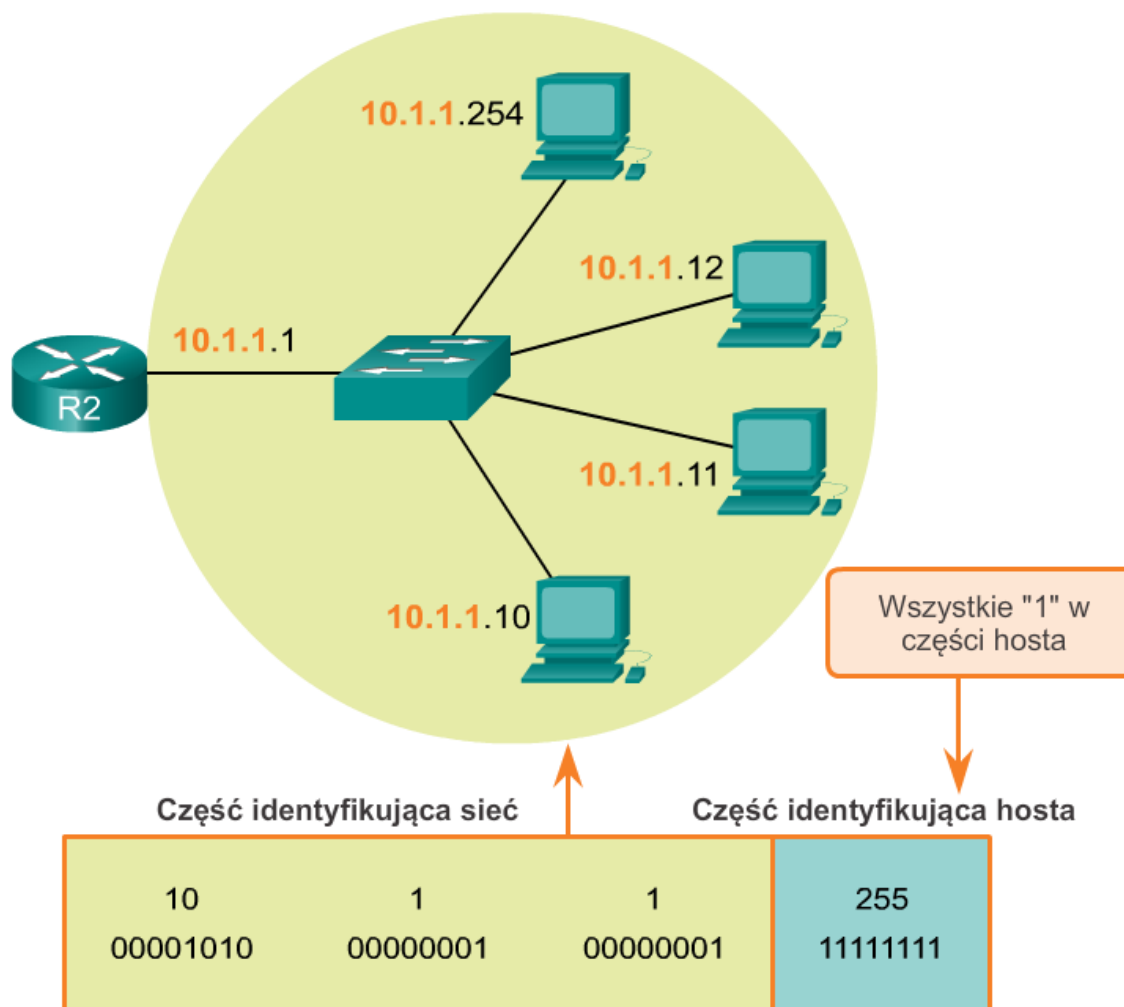 10.1.1.254
10.1.1.12
10.1.1.1
R2
10.1.1.11
10.1.1.10
Wszystkie "1" w
części hosta
Część identyfikująca sieć
Część identyfikująca hosta
10 1 1 255
00001010 00000001 00000001 11111111